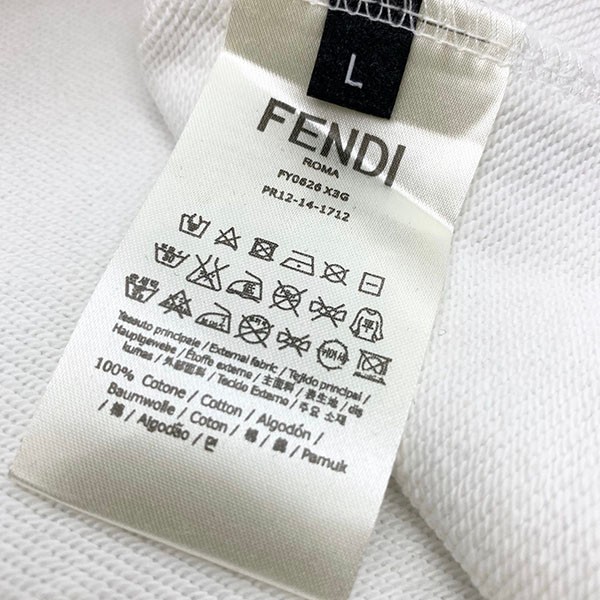 L
FENDI
ROMA
FY0626 X3G
PR12-14-1712
Tessuto principale / External fabric / Tejido principal /
Hauptgewebe / Étoffe externe / 主面料 / 表生地 / dış
kumaş / 外部面料 / Tecido Externo / 주요 소재
100% Cotone / Cotton / Algodón /
Baumwolle / Coton / 棉 / 綿 / Pamuk
/ 棉 / Algodão / 면